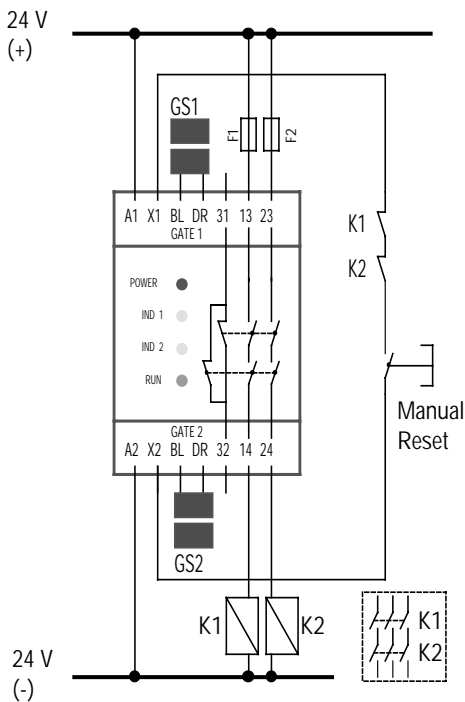 24 V
(+)
GS1
F1
F2
A1 X1 BL DR 31 13 23
GATE 1
K1
K2
POWER
IND 1
IND 2
RUN
Manual
Reset
GATE 2
A2 X2 BL DR 32 14 24
GS2
K1
K2
K1
K2
24 V
(-)